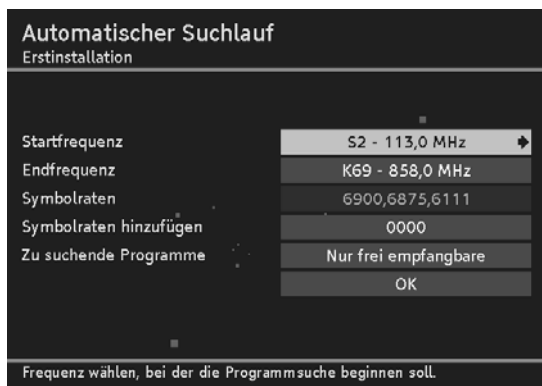 Automatischer Suchlauf
Erstinstallation
Startfrequenz S2 - 113,0 MHz
Endfrequenz K69 - 858,0 MHz
Symbolraten 6900,6875,6111
Symbolraten hinzufügen 0000
Zu suchende Programme Nur frei empfangbare
OK
Frequenz wählen, bei der die Programmsuche beginnen soll.